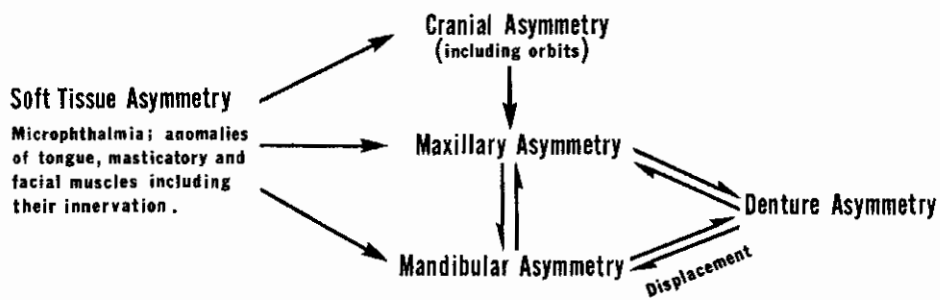 Cranial Asymmetry
(including orbits)
Soft Tissue Asymmetry
Microphthalmia; anomalies
of tongue, masticatory and
facial muscles including
their innervation.
Maxillary Asymmetry
Denture Asymmetry
Mandibular Asymmetry
Displacement